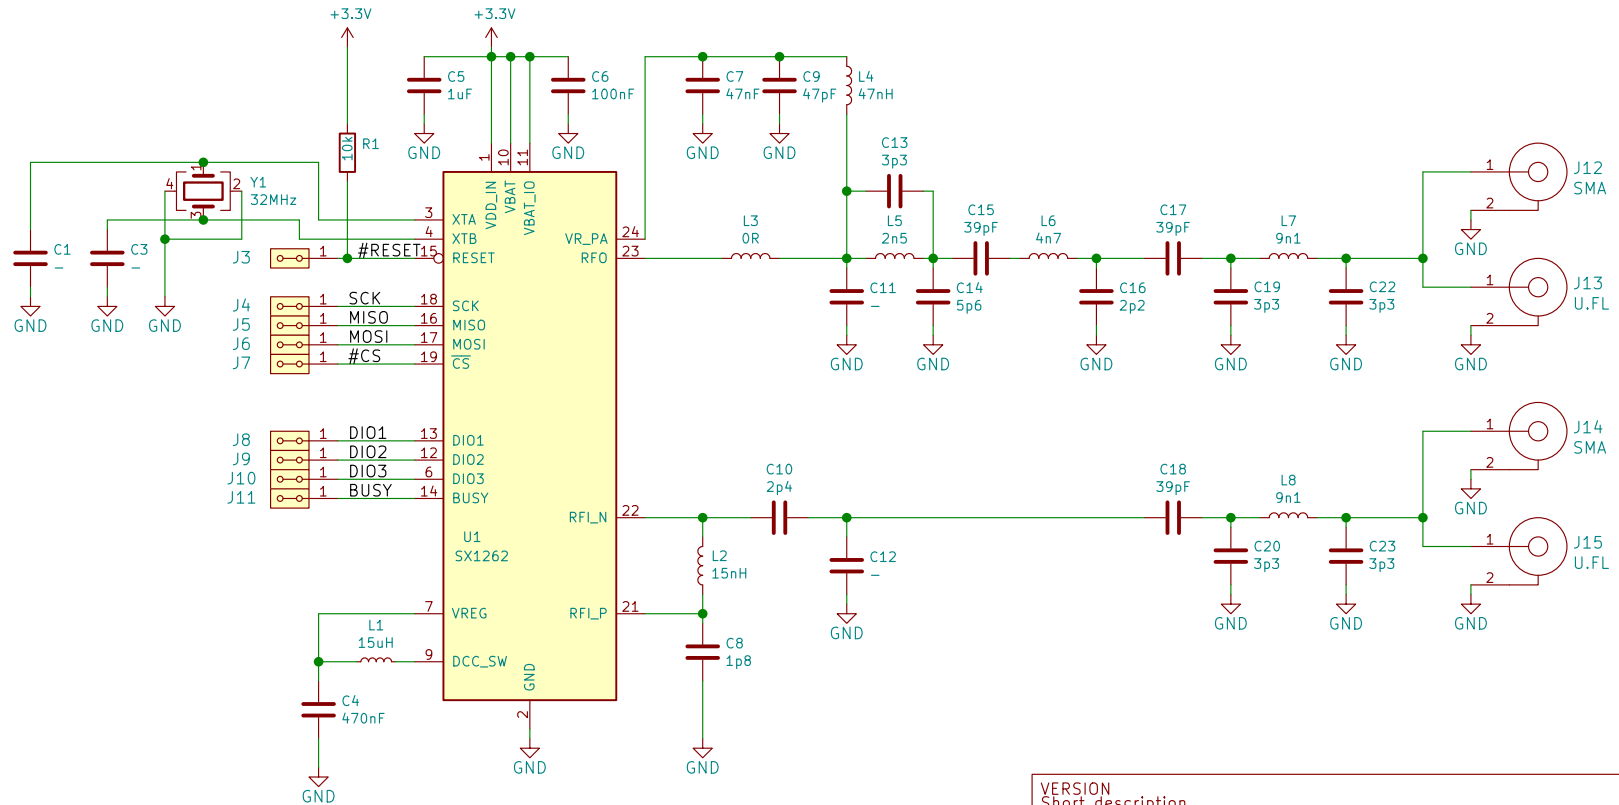 +3.3V
+3.3V
C5
1uF
C6
100nF
C7
47nF
C9
47pF
L4
47nH
GND
GND
GND
GND
R1
10k
C13
3p3
Y1
32MHz
1
2
3
4
C1
-
C3
-
GND
GND
GND
J3
1
#RESET
J4
1
SCK
J5
1
MISO
J6
1
MOSI
J7
1
#CS
J8
1
DIO1
J9
1
DIO2
J10
1
DIO3
J11
1
BUSY
1
VDD_IN
10
VBAT
11
VBAT_IO
3
XTA
4
XTB
15
RESET
18
SCK
16
MISO
17
MOSI
19
CS
13
DIO1
12
DIO2
6
DIO3
14
BUSY
U1
SX1262
7
VREG
9
DCC_SW
GND
2
GND
VR_PA
24
RFO
23
RFI_N
22
RFI_P
21
L1
15uH
C4
470nF
GND
L3
0R
L5
2n5
C15
39pF
L6
4n7
C17
39pF
L7
9n1
C11
-
C14
5p6
C16
2p2
C19
3p3
C22
3p3
GND
GND
GND
GND
GND
1
2
J12
SMA
GND
1
2
J13
U.FL
GND
C10
2p4
L2
15nH
C8
1p8
GND
C12
-
GND
C18
39pF
L8
9n1
C20
3p3
C23
3p3
GND
GND
1
2
J14
SMA
GND
1
2
J15
U.FL
GND
VERSION
Short description